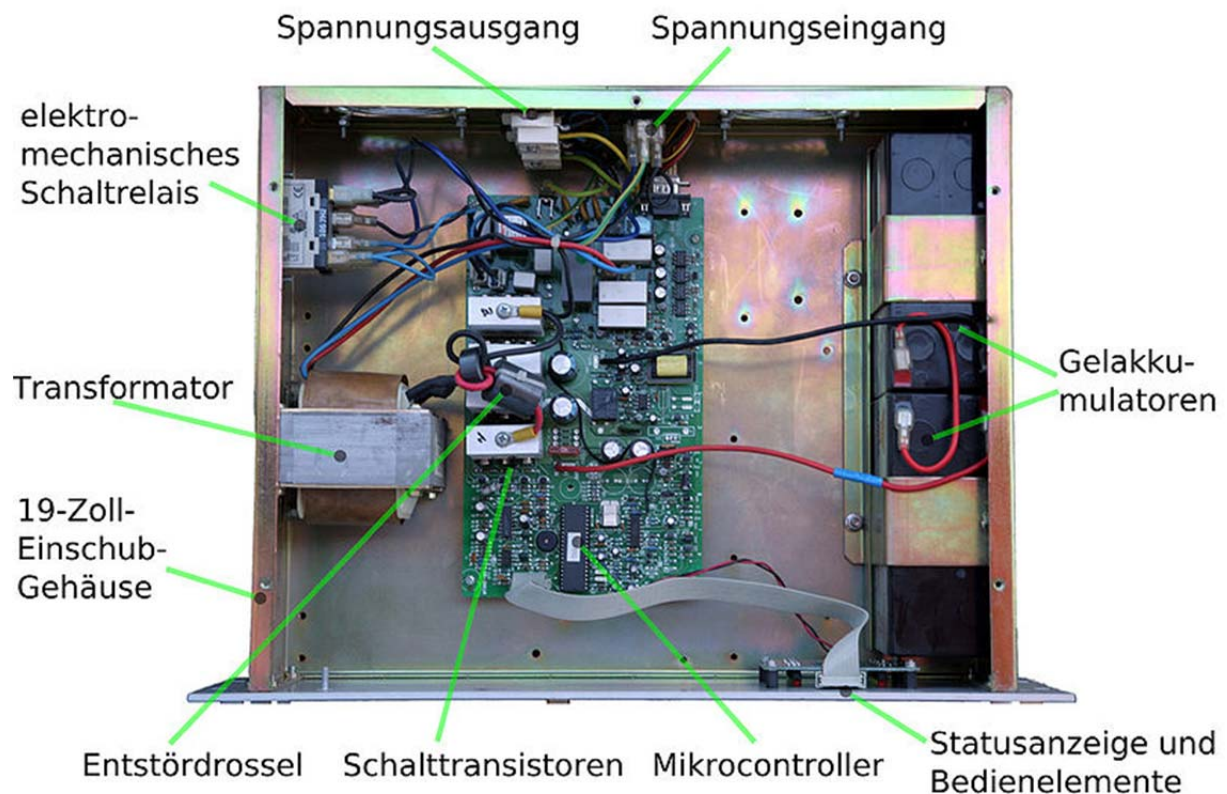 Spannungsausgang
Spannungseingang
elektro-
mechanisches
Schaltrelais
Transformator
Gelakku-
mulatoren
19-Zoll-
Einschub-
Gehäuse
Entstördrossel
Schalttransistoren
Mikrocontroller
Statusanzeige und
Bedienelemente